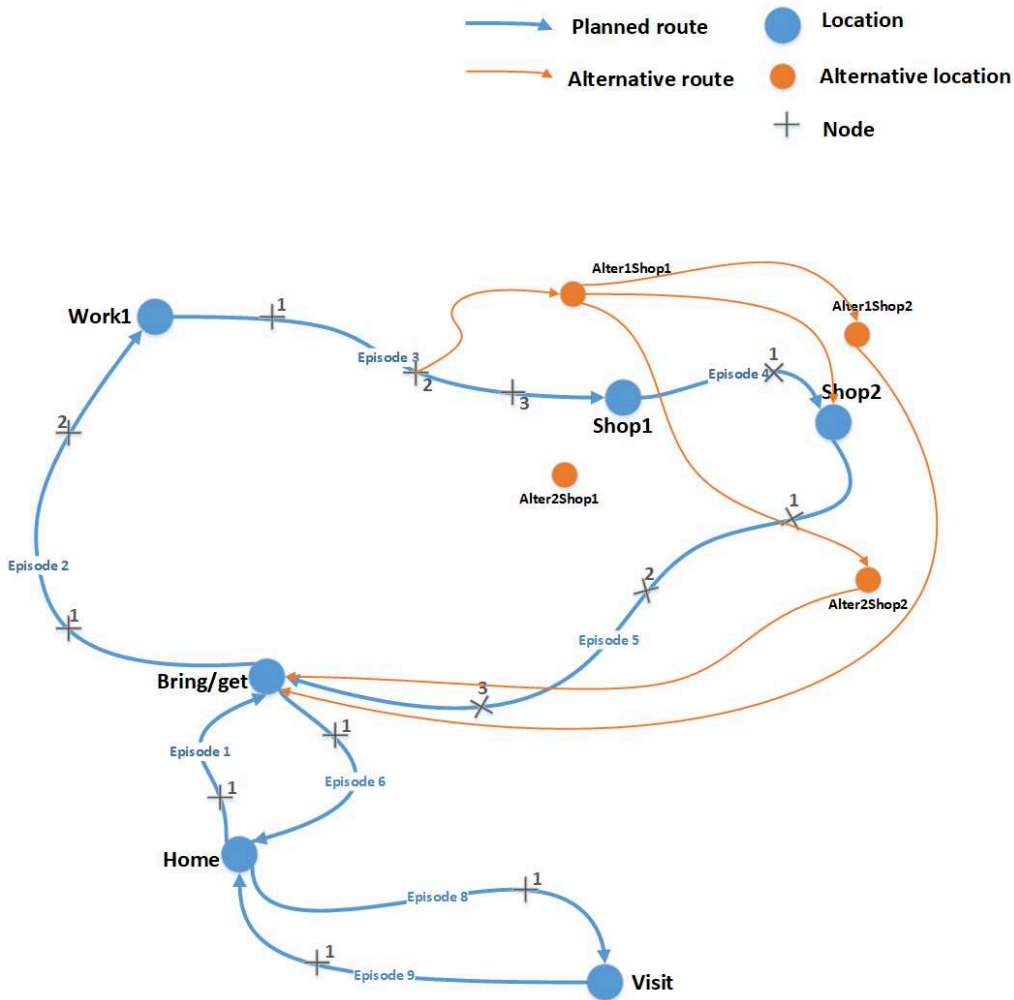 Planned route
Location
Alternative route
Alternative location
Node
Alter1Shop1
Work1
1
Alter1Shop2
Episode 3
1
2
Episode 4
3
Shop2
Shop1
2
Alter2Shop1
1
Episode 2
2
Alter2Shop2
1
Episode 5
Bring/get
3
1
Episode 1
Episode 6
1
Home
1
Episode 8
1
Episode 9
Visit